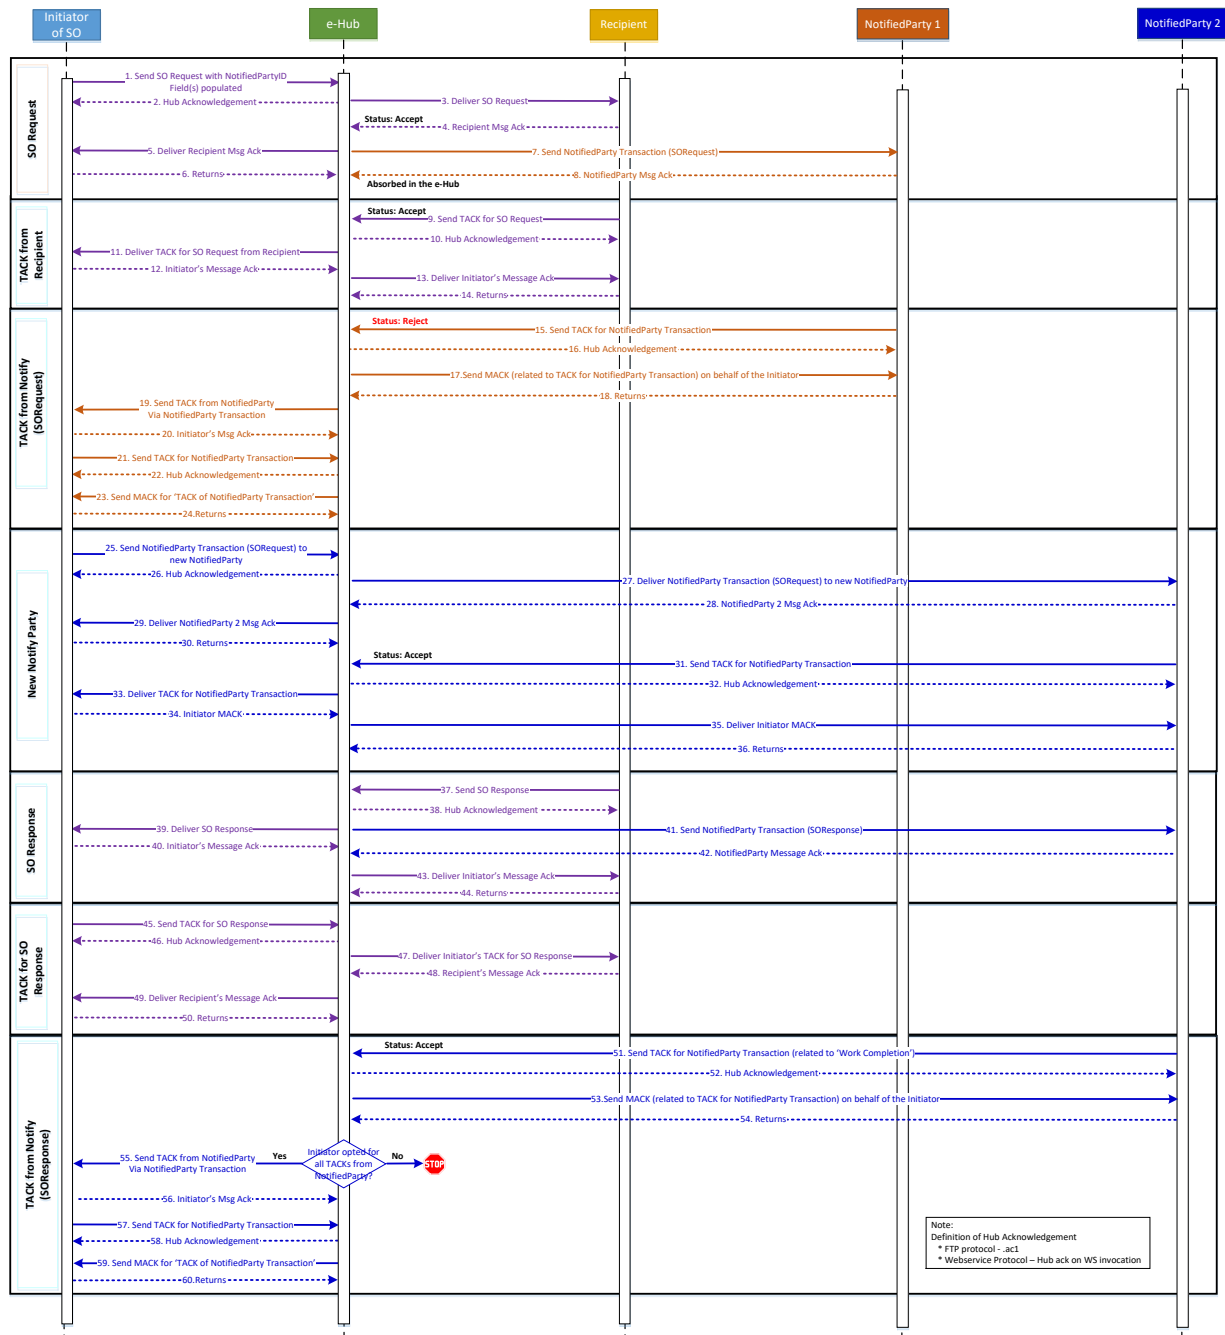 Initiator
of SO
e-Hub
Recipient
NotifiedParty 1
NotifiedParty 2
SO Request
1. Send SO Request with NotifiedPartyID
Field(s) populated
2. Hub Acknowledgement
3. Deliver SO Request
Status: Accept
4. Recipient Msg Ack
5. Deliver Recipient Msg Ack
7. Send NotifiedParty Transaction (SORequest)
6. Returns
8. NotifiedParty Msg Ack
Absorbed in the e-Hub
TACK from
Recipient
Status: Accept
9. Send TACK for SO Request
10. Hub Acknowledgement
11. Deliver TACK for SO Request from Recipient
12. Initiator's Message Ack
13. Deliver Initiator's Message Ack
14. Returns
TACK from Notify
(SORequest)
Status: Reject
15. Send TACK for NotifiedParty Transaction
16. Hub Acknowledgement
17.Send MACK (related to TACK for NotifiedParty Transaction) on behalf of the Initiator
18. Returns
19. Send TACK from NotifiedParty
Via NotifiedParty Transaction
20. Initiator's Msg Ack
21. Send TACK for NotifiedParty Transaction
22. Hub Acknowledgement
23. Send MACK for 'TACK of NotifiedParty Transaction'
24.Returns
New Notify Party
25. Send NotifiedParty Transaction (SORequest) to
new NotifiedParty
26. Hub Acknowledgement
27. Deliver NotifiedParty Transaction (SORequest) to new NotifiedParty
28. NotifiedParty 2 Msg Ack
29. Deliver NotifiedParty 2 Msg Ack
30. Returns
Status: Accept
31. Send TACK for NotifiedParty Transaction
32. Hub Acknowledgement
33. Deliver TACK for NotifiedParty Transaction
34. Initiator MACK
35. Deliver Initiator MACK
36. Returns
SO Response
37. Send SO Response
38. Hub Acknowledgement
39. Deliver SO Response
41. Send NotifiedParty Transaction (SOResponse)
40. Initiator's Message Ack
42. NotifiedParty Message Ack
43. Deliver Initiator's Message Ack
44. Returns
TACK for SO
Response
45. Send TACK for SO Response
46. Hub Acknowledgement
47. Deliver Initiator's TACK for SO Response
48. Recipient's Message Ack
49. Deliver Recipient's Message Ack
50. Returns
TACK from Notify
(SOResponse)
Status: Accept
51. Send TACK for NotifiedParty Transaction (related to 'Work Completion')
52. Hub Acknowledgement
53.Send MACK (related to TACK for NotifiedParty Transaction) on behalf of the Initiator
54. Returns
Initiator opted for
all TACKs from
NotifiedParty?
Yes
No
STOP
55. Send TACK from NotifiedParty
Via NotifiedParty Transaction
56. Initiator's Msg Ack
57. Send TACK for NotifiedParty Transaction
58. Hub Acknowledgement
59. Send MACK for 'TACK of NotifiedParty Transaction'
60.Returns
Note:
Definition of Hub Acknowledgement
* FTP protocol - .ac1
* Webservice Protocol – Hub ack on WS invocation